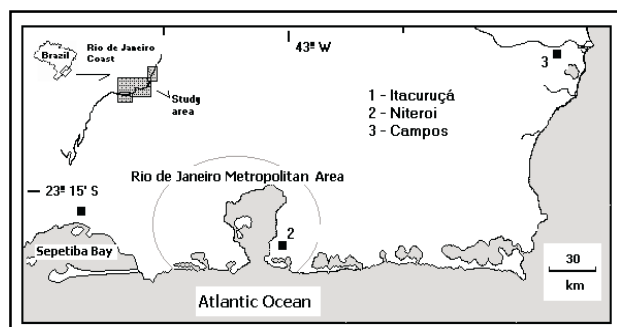 Brazil
Rio de Janeiro
Coast
Study
area
43º W
3
1 - Itacuruçá
2 - Niteroi
3 - Campos
Rio de Janeiro Metropolitan Area
23º 15' S
2
Sepetiba Bay
30
km
Atlantic Ocean